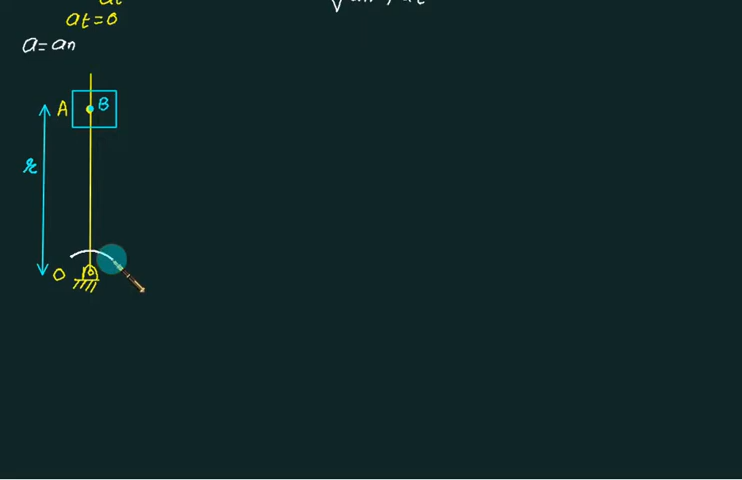 at = 0
a = an
A
B
r
O